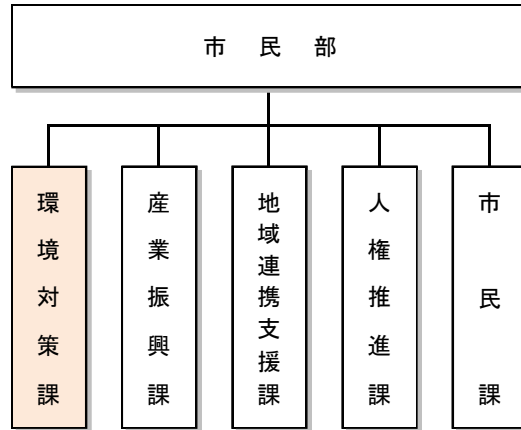 市民部
環境対策課
産業振興課
地域連携支援課
人権推進課
市民課